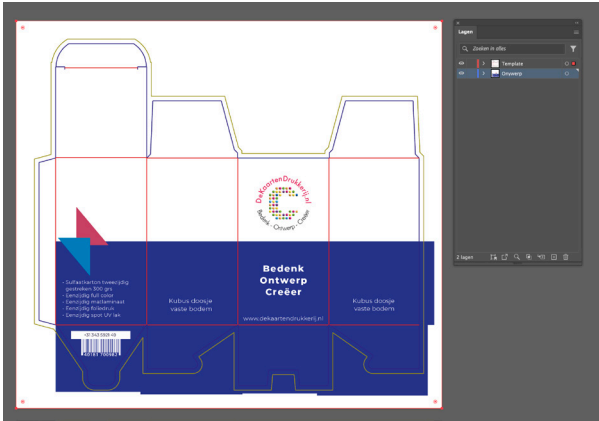 Lagen
Zoeken in alles
Template
Onywerp
2 lagen
DeKaartenDrukkerij.nl
Bedenk - Ontwerp - Creëer
Bedenk
Ontwerp
Creëer
www.dekaartendrukkerij.nl
- Sulfaatkarton tweezijdig
gestreken 300 grs
- Eenzijdig full color
- Eenzijdig matlaminaat
- Eenzijdig foliedruk
- Eenzijdig spot UV lak
Kubus doosje
vaste bodem
Kubus doosje
vaste bodem